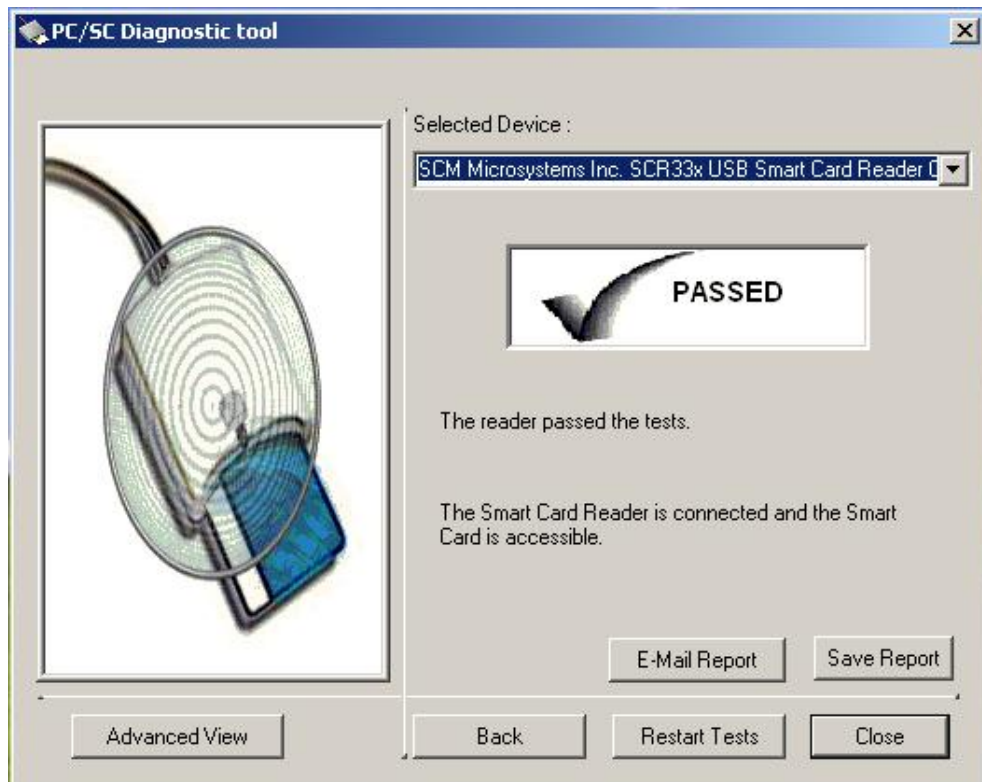 PC/SC Diagnostic tool
Selected Device :
SCM Microsystems Inc. SCR33x USB Smart Card Reader
PASSED
The reader passed the tests.
The Smart Card Reader is connected and the Smart
Card is accessible.
E-Mail Report
Save Report
Advanced View
Back
Restart Tests
Close